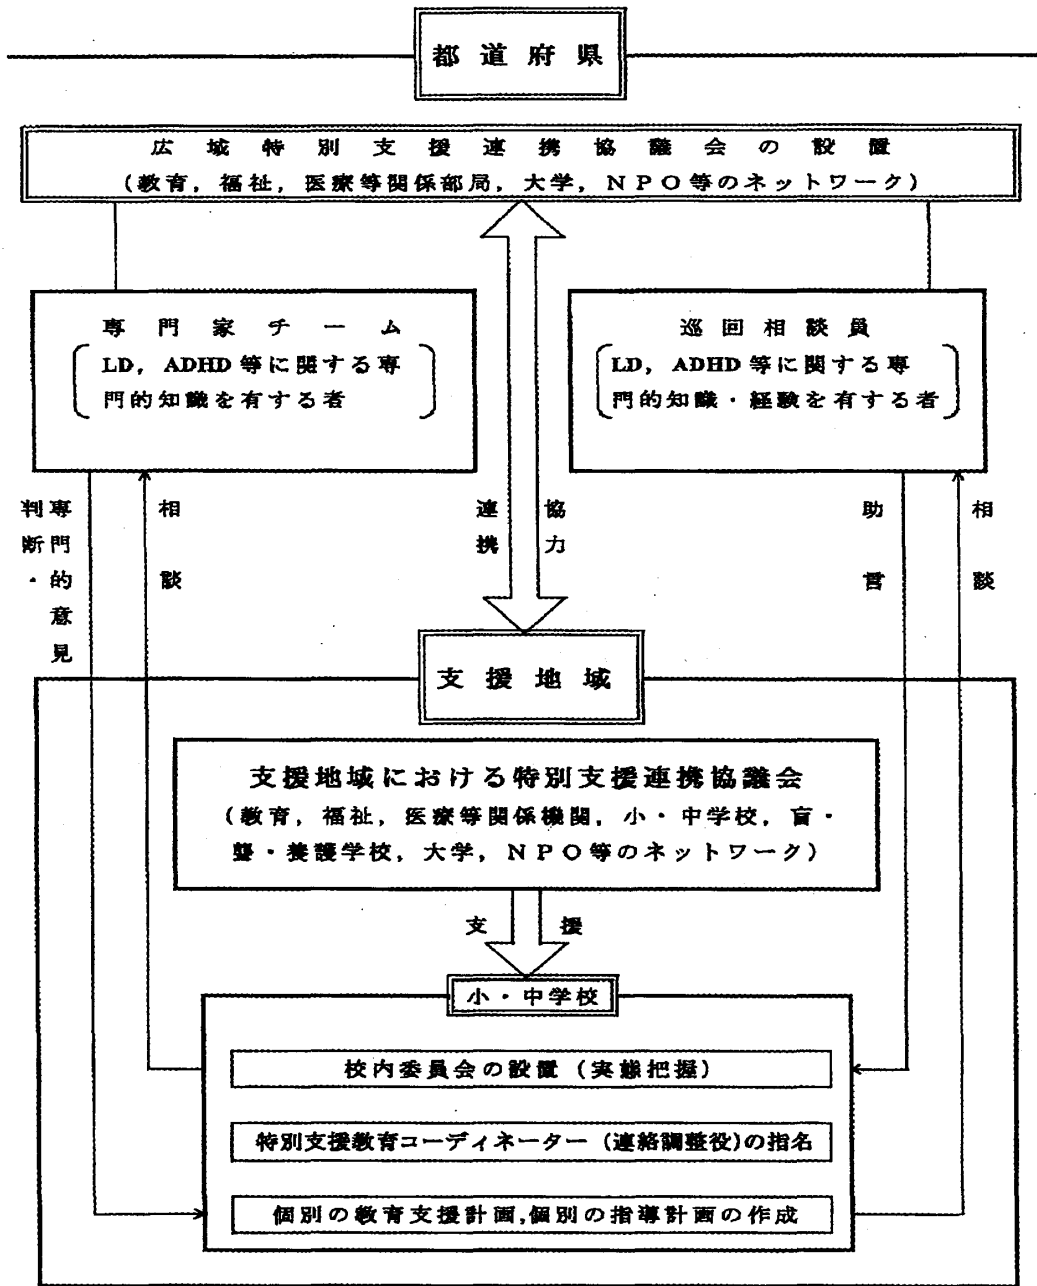 都道府県
広域特別支援連携協議会の設置
(教育，福祉，医療等関係部局，大学，ＮＰＯ等のネットワーク)
専門家チーム
LD，ADHD等に関する専
門的知識を有する者
巡回相談員
LD，ADHD等に関する専
門的知識・経験を有する者
判断・
専門的意見
相談
連携
協力
助言
相談
支援地域
支援地域における特別支援連携協議会
(教育，福祉，医療等関係機関，小・中学校，盲・
聾・養護学校，大学，ＮＰＯ等のネットワーク)
支援
小・中学校
校内委員会の設置（実態把握）
特別支援教育コーディネーター（連絡調整役）の指名
個別の教育支援計画,個別の指導計画の作成